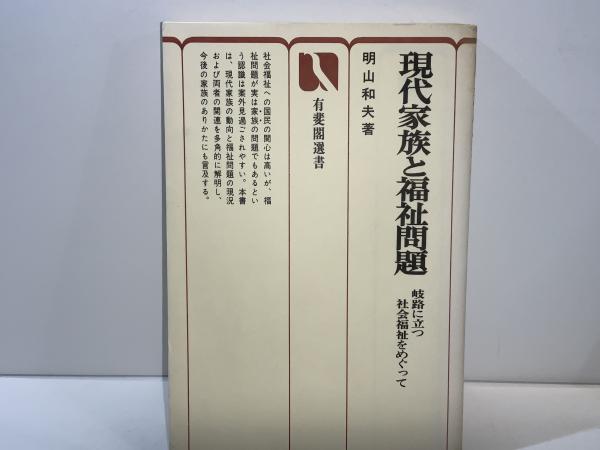 現代家族と福祉問題
岐路に立つ
社会福祉をめぐって
明山和夫著
有斐閣選書
社会福祉への国民の関心は高いが、福
祉問題が実は家族の問題でもあるとい
う認識は案外見過ごされやすい。本書
は、現代家族の動向と福祉問題の現況
および両者の関連を多角的に解明し、
今後の家族のありかたにも言及する。